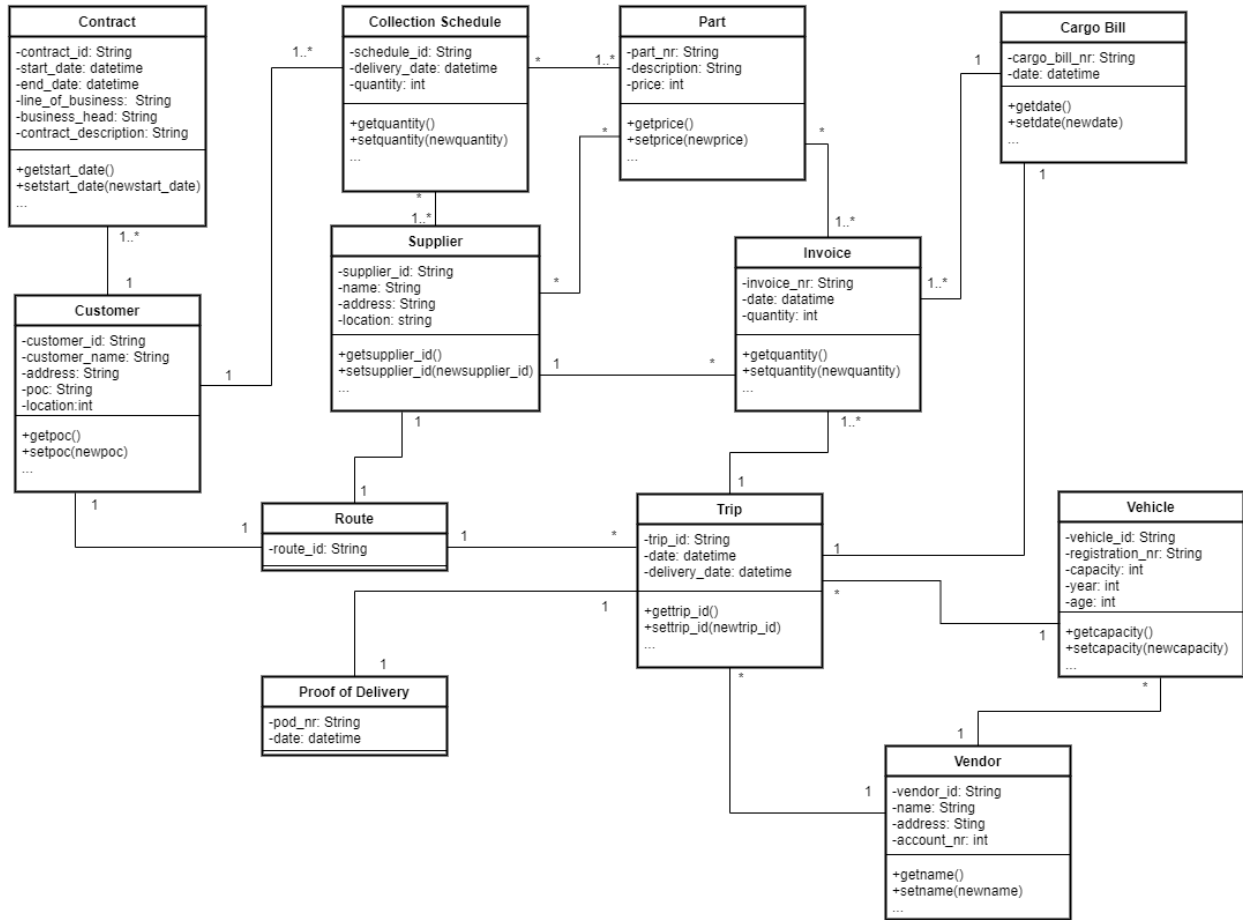 Contract
-contract_id: String
-start_date: datetime
-end_date: datetime
-line_of_business:  String
-business_head: String
-contract_description: String
+getstart_date()
+setstart_date(newstart_date)
...
1..*
1
Collection Schedule
-schedule_id: String
-delivery_date: datetime
-quantity: int
+getquantity()
+setquantity(newquantity)
...
1..*
*
1..*
*
1..*
Part
-part_nr: String
-description: String
-price: int
+getprice()
+setprice(newprice)
...
*
*
1..*
Cargo Bill
-cargo_bill_nr: String
-date: datetime
+getdate()
+setdate(newdate)
...
1
1
Customer
-customer_id: String
-customer_name: String
-address: String
-poc: String
-location:int
+getpoc()
+setpoc(newpoc)
...
1
1
1
Supplier
-supplier_id: String
-name: String
-address: String
-location: string
+getsupplier_id()
+setsupplier_id(newsupplier_id)
...
*
1
*
1
Invoice
-invoice_nr: String
-date: datatime
-quantity: int
+getquantity()
+setquantity(newquantity)
...
1..*
1..*
1
Route
-route_id: String
1
1
*
Trip
-trip_id: String
-date: datetime
-delivery_date: datetime
+gettrip_id()
+settrip_id(newtrip_id)
...
1
1
*
1
*
Vehicle
-vehicle_id: String
-registration_nr: String
-capacity: int
-year: int
-age: int
+getcapacity()
+setcapacity(newcapacity)
...
1
*
Proof of Delivery
-pod_nr: String
-date: datetime
1
Vendor
-vendor_id: String
-name: String
-address: Sting
-account_nr: int
+getname()
+setname(newname)
...
1
1